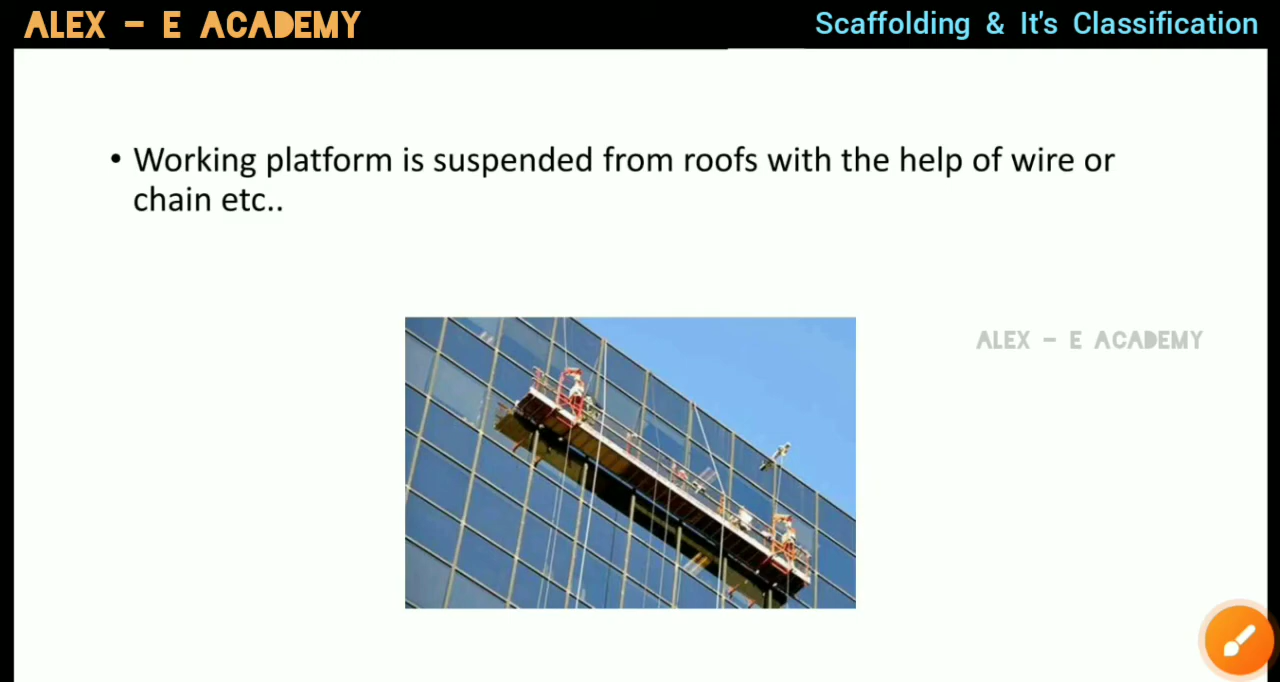 ALEX - E ACADEMY
Scaffolding & It's Classification
• Working platform is suspended from roofs with the help of wire or
chain etc..
ALEX - E ACADEMY